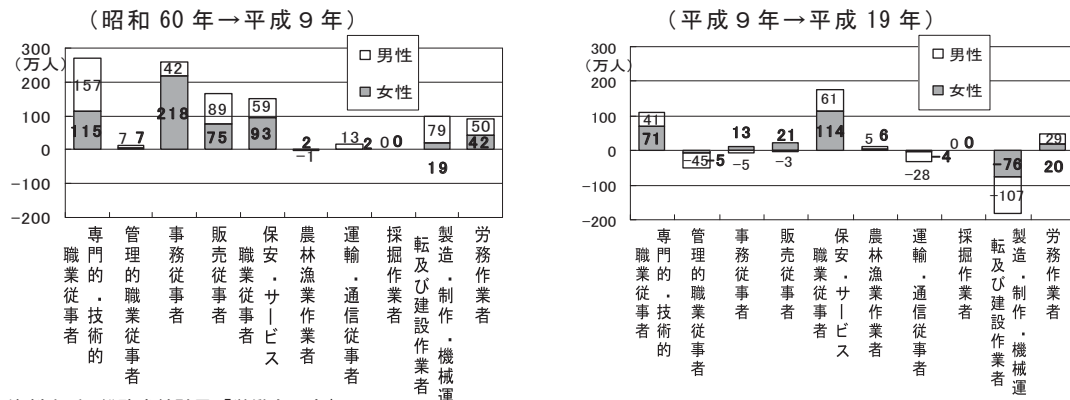 （昭和 60 年→平成９年）
300
(万人)
200
100
0
−100
−200
□ 男性
■ 女性
157
115
7 7
42
218
89
75
59
93
2
−1
13 2
0 0
79
19
50
42
専門的・技術的
職業従事者
管理的職業従事者
事務従事者
販売従事者
保安・サービス
職業従事者
農林漁業作業者
運輸・通信従事者
採掘作業者
製造・制作・機械運
転及び建設作業者
労務作業者
（平成９年→平成 19 年）
300
(万人)
200
100
0
−100
−200
□ 男性
■ 女性
41
71
−45 −5
13
−5
21
−3
61
114
5 6
−4
−28
0 0
−76
−107
29
20
専門的・技術的
職業従事者
管理的職業従事者
事務従事者
販売従事者
保安・サービス
職業従事者
農林漁業作業者
運輸・通信従事者
採掘作業者
製造・制作・機械運
転及び建設作業者
労務作業者